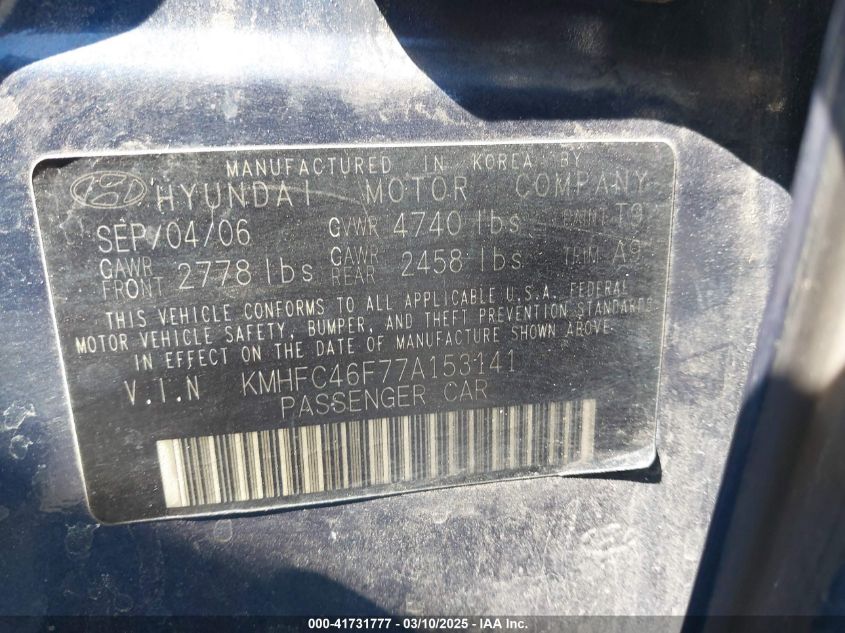 MANUFACTURED IN KOREA BY
HYUNDAI MOTOR COMPANY
SEP/04/06 GVWR 4740 lbs PAINT T9
GAWR FRONT 2778 lbs GAWR REAR 2458 lbs TRIM A9
THIS VEHICLE CONFORMS TO ALL APPLICABLE U.S.A. FEDERAL
MOTOR VEHICLE SAFETY, BUMPER, AND THEFT PREVENTION STANDARDS
IN EFFECT ON THE DATE OF MANUFACTURE SHOWN ABOVE.
V.I.N KMHFC46F77A153141
PASSENGER CAR
000-41731777 - 03/10/2025 - IAA, Inc.